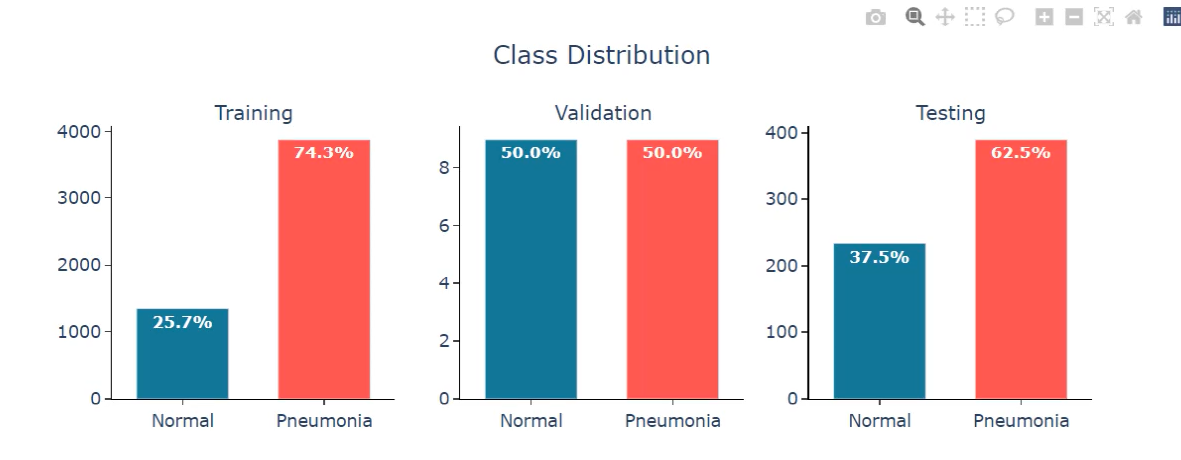 Class Distribution
Training
4000
3000
2000
1000
0
25.7%
74.3%
Normal
Pneumonia
Validation
8
6
4
2
0
50.0%
50.0%
Normal
Pneumonia
Testing
400
300
200
100
0
37.5%
62.5%
Normal
Pneumonia